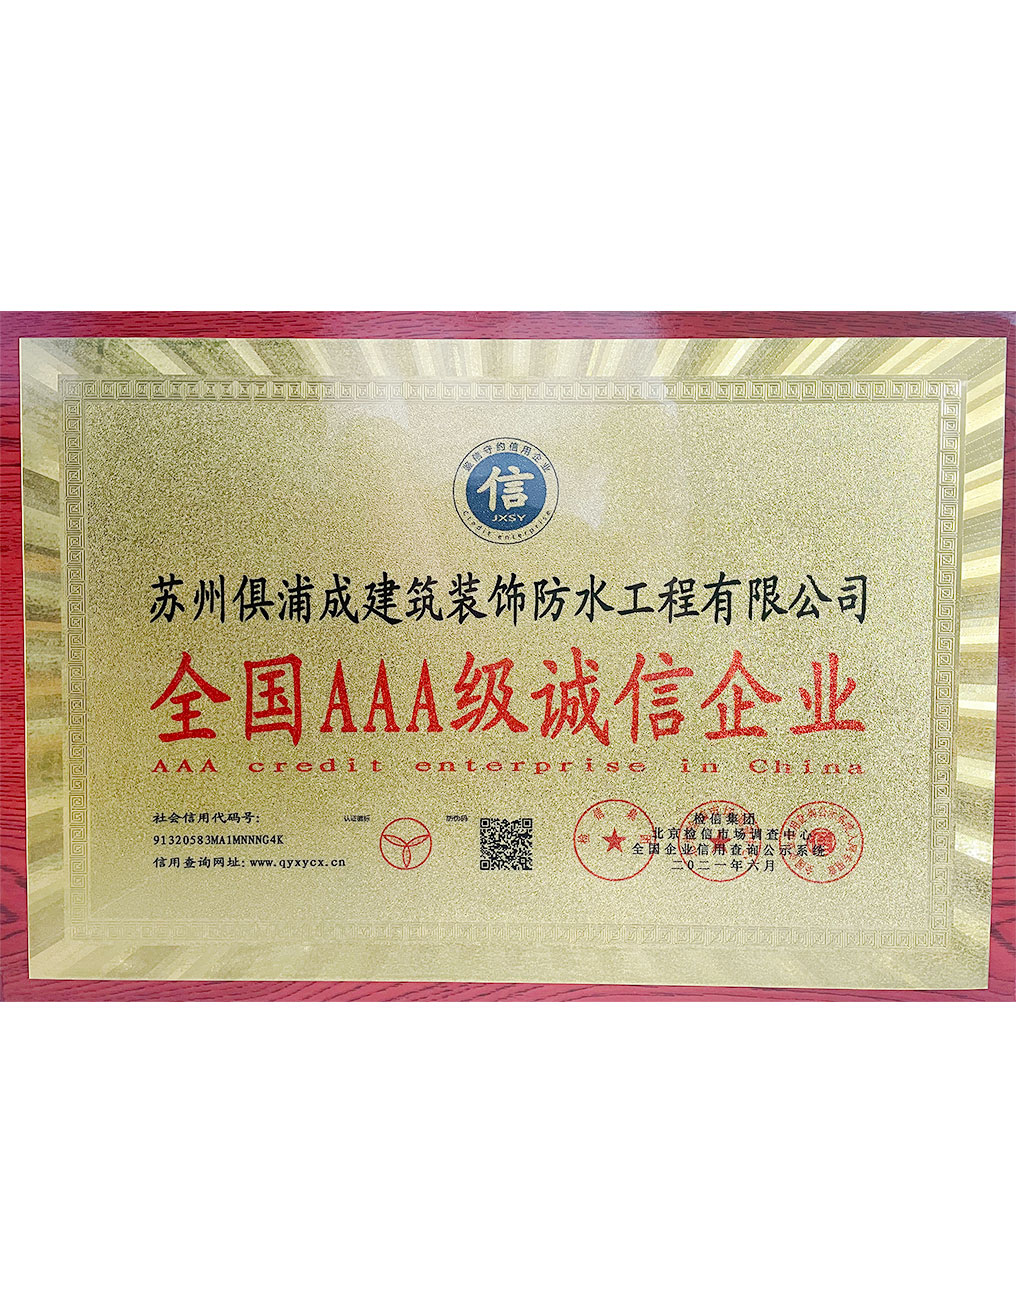 信守约信用企业
信
JXSY
Credit enterprise
苏州俱浦成建筑装饰防水工程有限公司
全国AAA级诚信企业
AAA credit enterprise in China
社会信用代码号:
91320583MA1MNNNG4K
信用查询网址: www.qyxycx.cn
认证徽标
防伪码
检信集团
北京检信市场调查中心
全国企业信用查询公示系统
二〇二一年六月